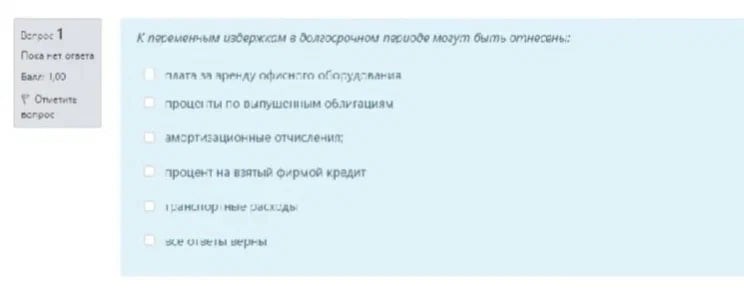 Вопрос 1
Пока нет ответа
Балл: 1,00
Отметить
вопрос
К переменным издержкам в долгосрочном периоде могут быть отнесены:
плата за аренду офисного оборудования
проценты по выпущенным облигациям
амортизационные отчисления;
процент на взятый фирмой кредит
транспортные расходы
все ответы верны